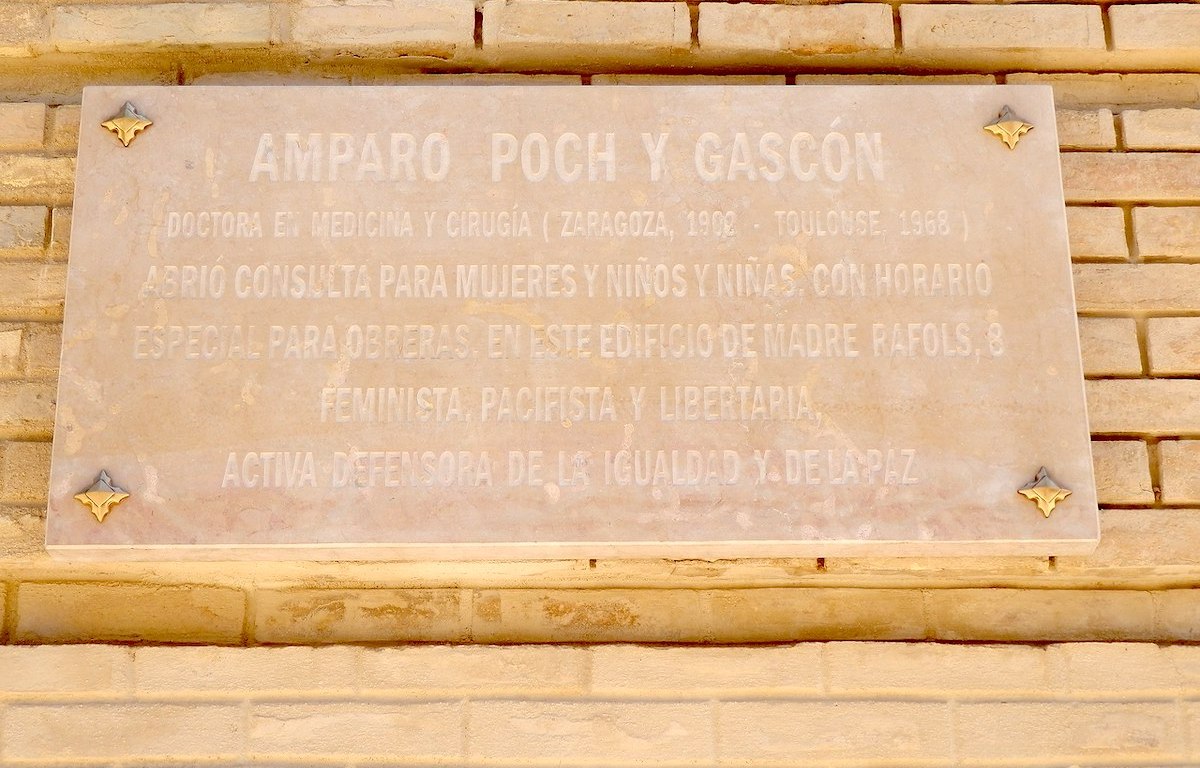 AMPARO POCH Y GASCÓN
DOCTORA EN MEDICINA Y CIRUGÍA ( ZARAGOZA, 1902 - TOULOUSE. 1968 )
ABRIÓ CONSULTA PARA MUJERES Y NIÑOS Y NIÑAS, CON HORARIO
ESPECIAL PARA OBRERAS, EN ESTE EDIFICIO DE MADRE RAFOLS, 8
FEMINISTA, PACIFISTA Y LIBERTARIA,
ACTIVA DEFENSORA DE LA IGUALDAD Y DE LA PAZ